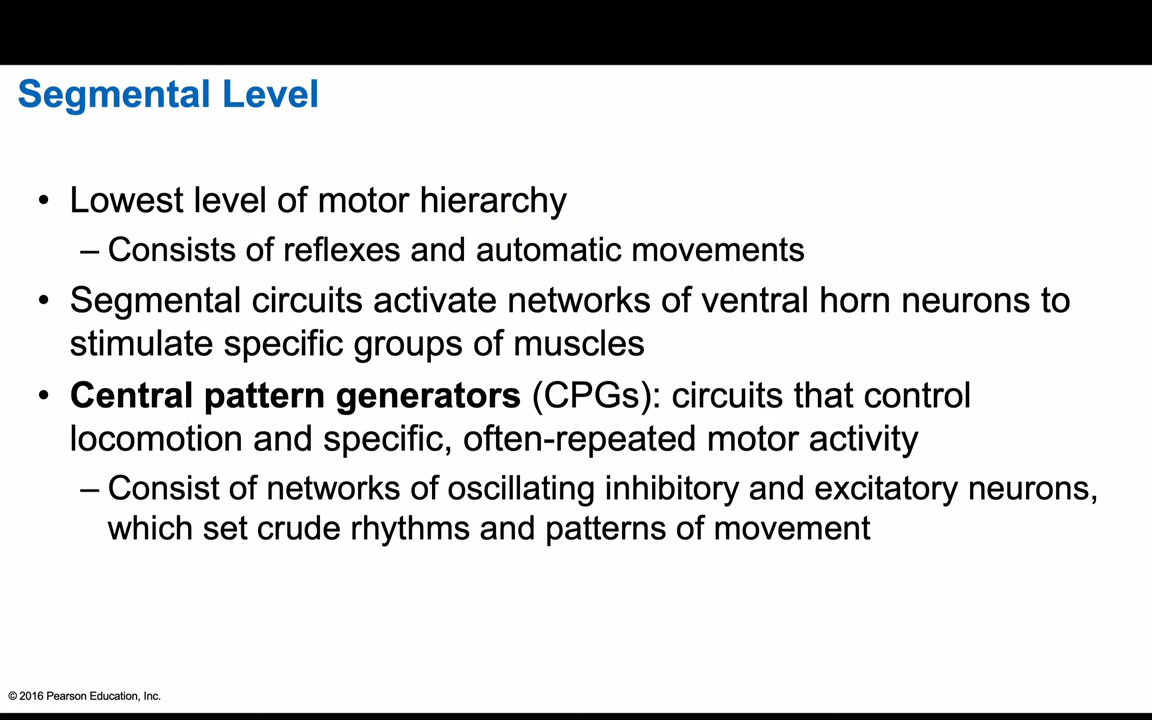 Segmental Level
• Lowest level of motor hierarchy
– Consists of reflexes and automatic movements
• Segmental circuits activate networks of ventral horn neurons to
stimulate specific groups of muscles
• Central pattern generators (CPGs): circuits that control
locomotion and specific, often-repeated motor activity
– Consist of networks of oscillating inhibitory and excitatory neurons,
which set crude rhythms and patterns of movement
© 2016 Pearson Education, Inc.